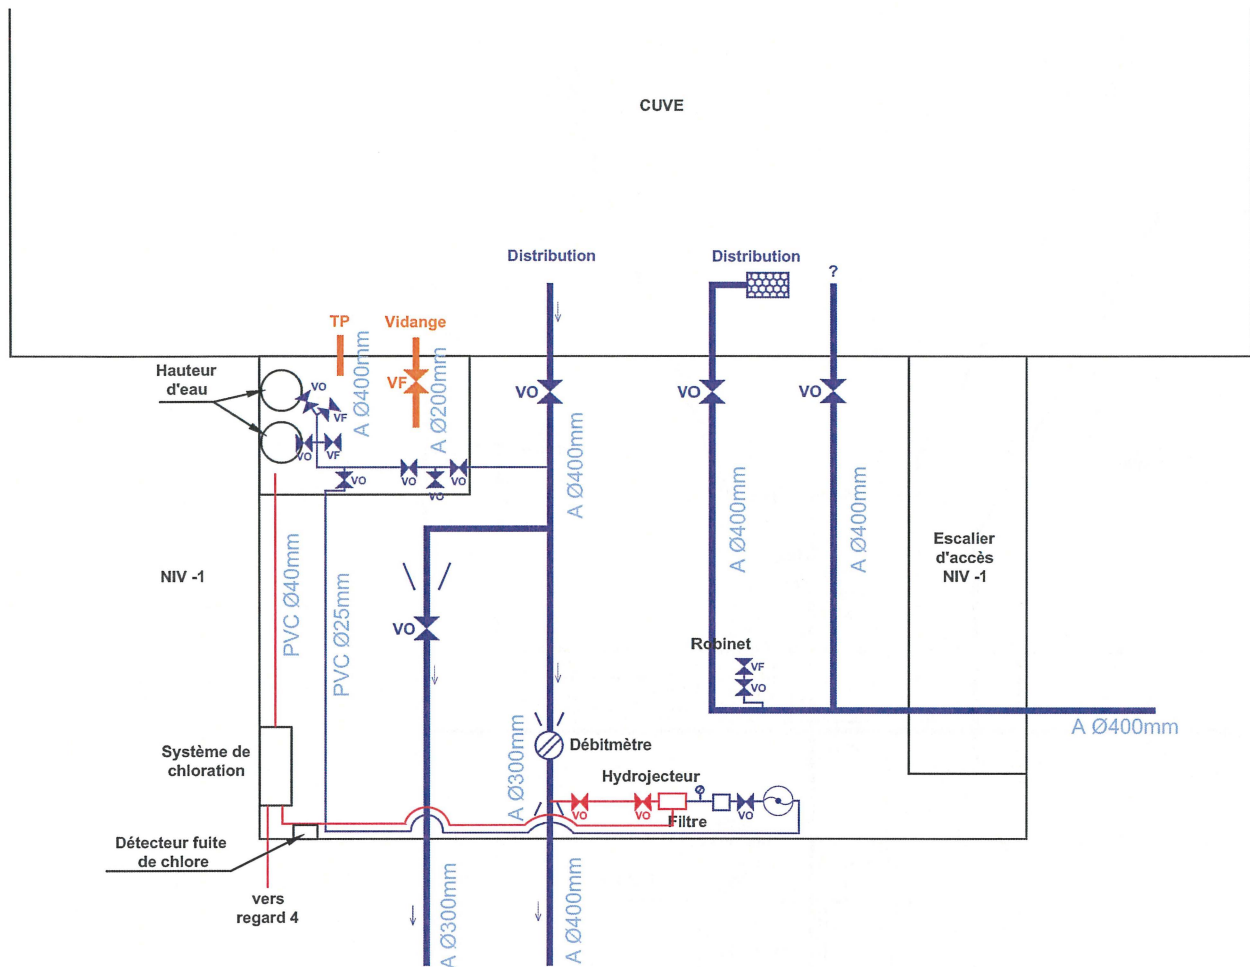 CUVE
Distribution
Distribution
?
TP
Vidange
Hauteur
d'eau
VO
VF
VO
VF
A Ø400mm
VF
A Ø200mm
VO
VO
VO
VO
VO
VO
A Ø400mm
A Ø400mm
A Ø400mm
NIV -1
PVC Ø40mm
PVC Ø25mm
Escalier
d'accès
NIV -1
VO
Robinet
VF
VO
A Ø400mm
Système de
chloration
A Ø300mm
Débitmètre
Hydrojecteur
VO
VO
Filtre
VO
Détecteur fuite
de chlore
vers
regard 4
A Ø300mm
A Ø400mm